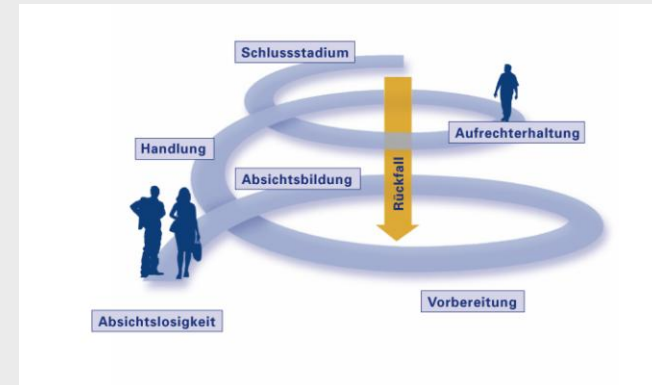 Schlussstadium
Aufrechterhaltung
Handlung
Absichtsbildung
Rückfall
Vorbereitung
Absichtslosigkeit